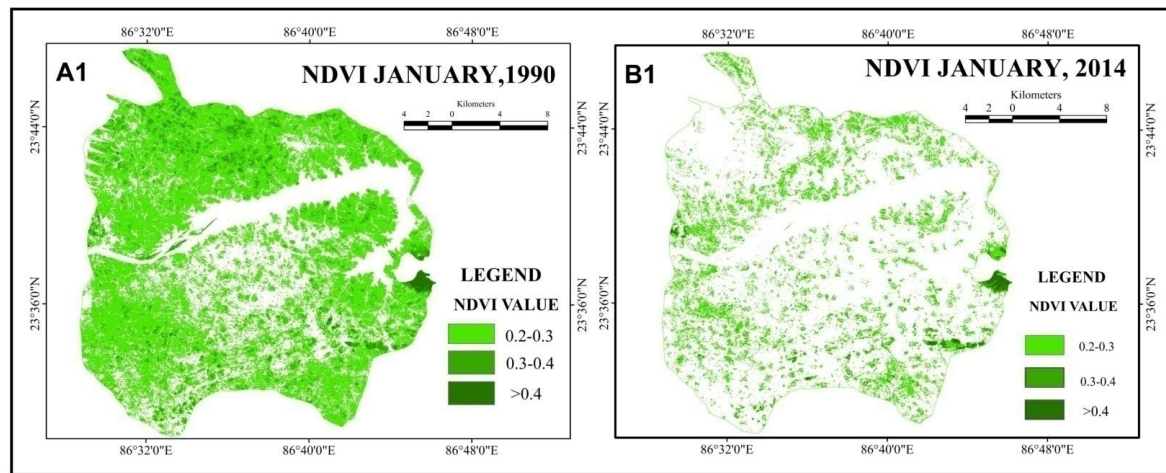 86°32'0"E 86°40'0"E 86°48'0"E
A1
NDVI JANUARY,1990
Kilometers
4 2 0 4 8
23°44'0"N
23°44'0"N
23°36'0"N
23°36'0"N
LEGEND
NDVI VALUE
0.2-0.3
0.3-0.4
>0.4
86°32'0"E 86°40'0"E 86°48'0"E
86°32'0"E 86°40'0"E 86°48'0"E
B1
NDVI JANUARY, 2014
Kilometers
4 2 0 4 8
23°44'0"N
23°44'0"N
23°36'0"N
23°36'0"N
LEGEND
NDVI VALUE
0.2-0.3
0.3-0.4
>0.4
86°32'0"E 86°40'0"E 86°48'0"E